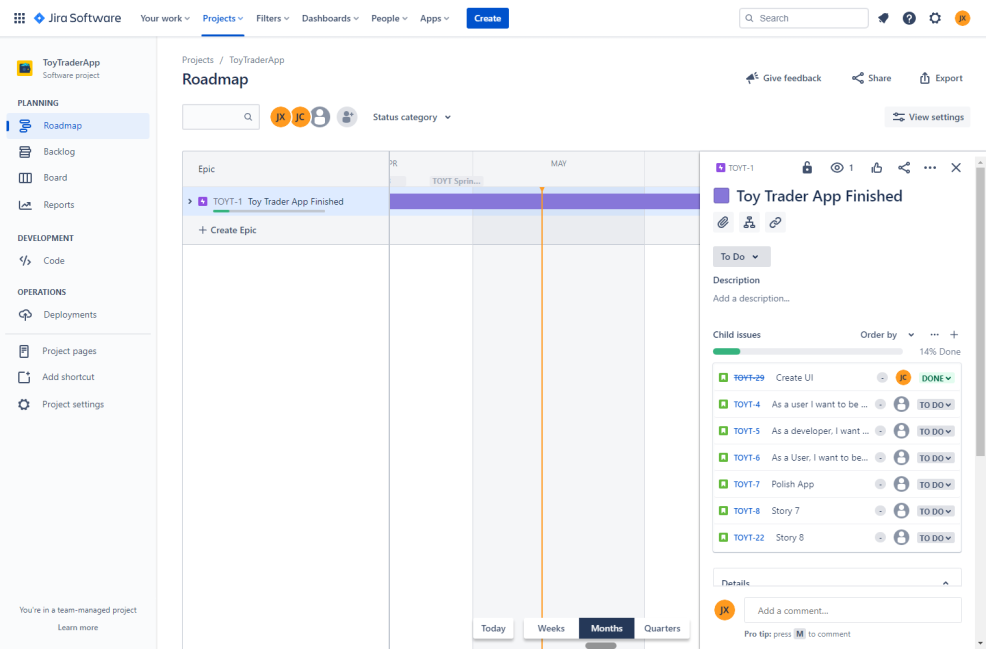 Jira Software
Your work
Projects
Filters
Dashboards
People
Apps
Create
Search
JX
ToyTraderApp
Software project
PLANNING
Roadmap
Backlog
Board
Reports
DEVELOPMENT
Code
OPERATIONS
Deployments
Project pages
Add shortcut
Project settings
You're in a team-managed project
Learn more
Projects / ToyTraderApp
Roadmap
Give feedback
Share
Export
JX
JC
Status category
View settings
Epic
PR
MAY
TOYT Sprin...
TOYT-1 Toy Trader App Finished
+ Create Epic
Today
Weeks
Months
Quarters
TOYT-1
1
Toy Trader App Finished
To Do
Description
Add a description...
Child issues
Order by
14% Done
TOYT-29 Create UI - JC DONE
TOYT-4 As a user I want to be ... - TO DO
TOYT-5 As a developer, I want ... - TO DO
TOYT-6 As a User, I want to be... - TO DO
TOYT-7 Polish App - TO DO
TOYT-8 Story 7 - TO DO
TOYT-22 Story 8 - TO DO
Details
JX
Add a comment...
Pro tip: press M to comment